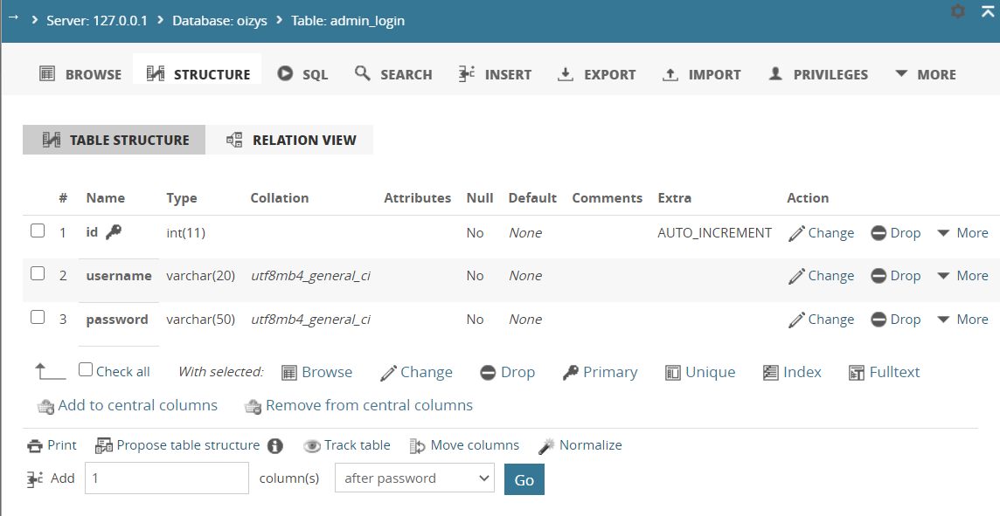 Server: 127.0.0.1 Database: oizys Table: admin_login
BROWSE STRUCTURE SQL SEARCH INSERT EXPORT IMPORT PRIVILEGES MORE
TABLE STRUCTURE RELATION VIEW
# Name Type Collation Attributes Null Default Comments Extra Action
1 id int(11) No None AUTO_INCREMENT Change Drop More
2 username varchar(20) utf8mb4_general_ci No None Change Drop More
3 password varchar(50) utf8mb4_general_ci No None Change Drop More
Check all With selected: Browse Change Drop Primary Unique Index Fulltext
Add to central columns Remove from central columns
Print Propose table structure Track table Move columns Normalize
Add 1 column(s) after password Go